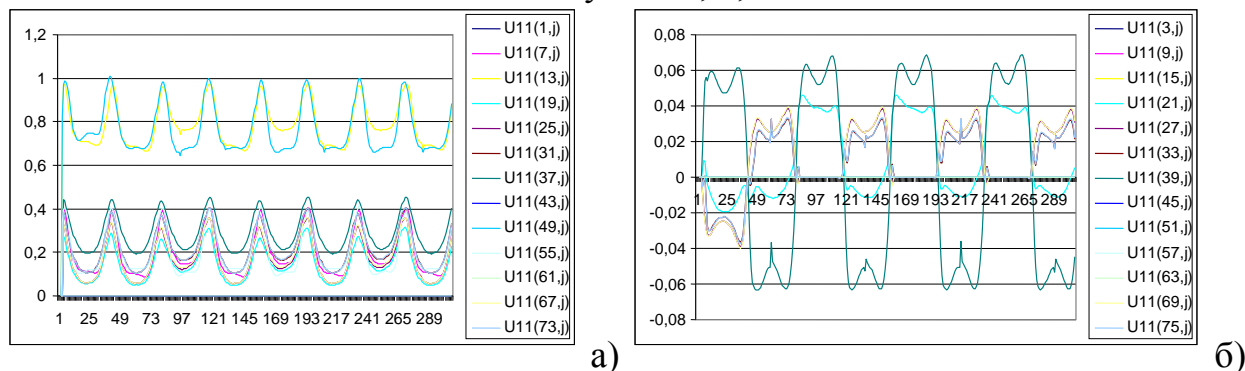 1,2
1
0,8
0,6
0,4
0,2
0
1 25 49 73 97 121 145 169 193 217 241 265 289
U11(1,j)
U11(7,j)
U11(13,j)
U11(19,j)
U11(25,j)
U11(31,j)
U11(37,j)
U11(43,j)
U11(49,j)
U11(55,j)
U11(61,j)
U11(67,j)
U11(73,j)
а)
0,08
0,06
0,04
0,02
0
-0,02
-0,04
-0,06
-0,08
1 25 49 73 97 121 145 169 193 217 241 265 289
U11(3,j)
U11(9,j)
U11(15,j)
U11(21,j)
U11(27,j)
U11(33,j)
U11(39,j)
U11(45,j)
U11(51,j)
U11(57,j)
U11(63,j)
U11(69,j)
U11(75,j)
б)